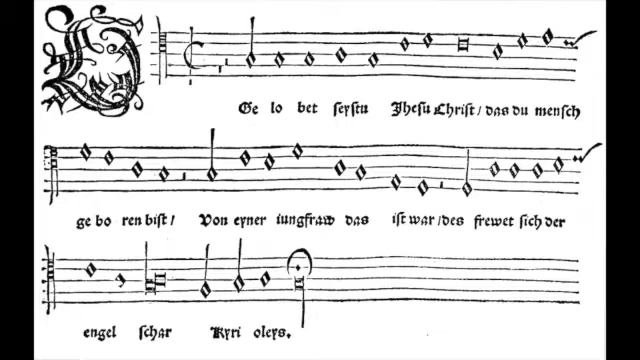 Ge lo bet seystu Jhesu Christ / das du mensch
ge bo ren bist / Von eyner iungfraw das ist war / des frewet sich der
engel schar Kyri oleys.